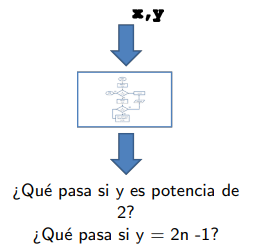 x,y
¿Qué pasa si y es potencia de
2?
¿Qué pasa si y = 2n -1?